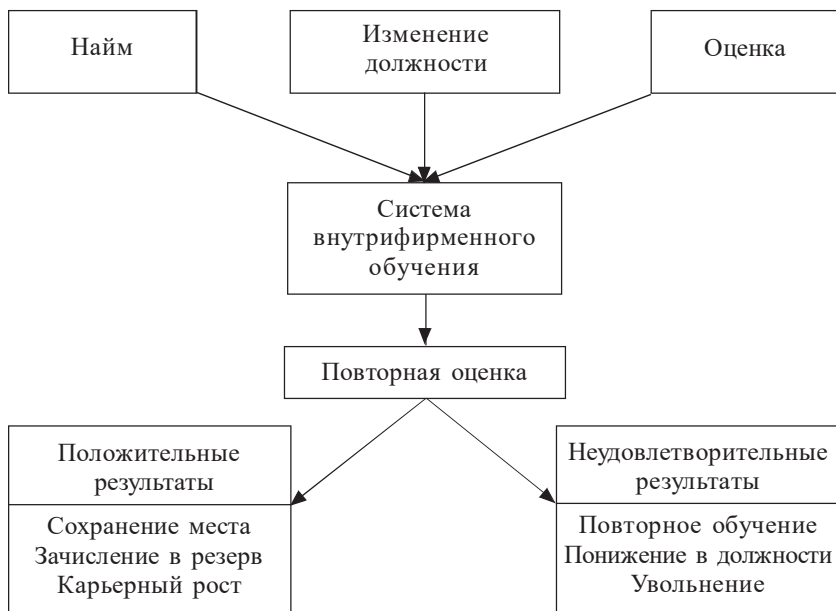 Найм
Изменение
должности
Оценка
Система
внутрифирменного
обучения
Повторная оценка
Положительные
результаты
Сохранение места
Зачисление в резерв
Карьерный рост
Неудовлетворительные
результаты
Повторное обучение
Понижение в должности
Увольнение